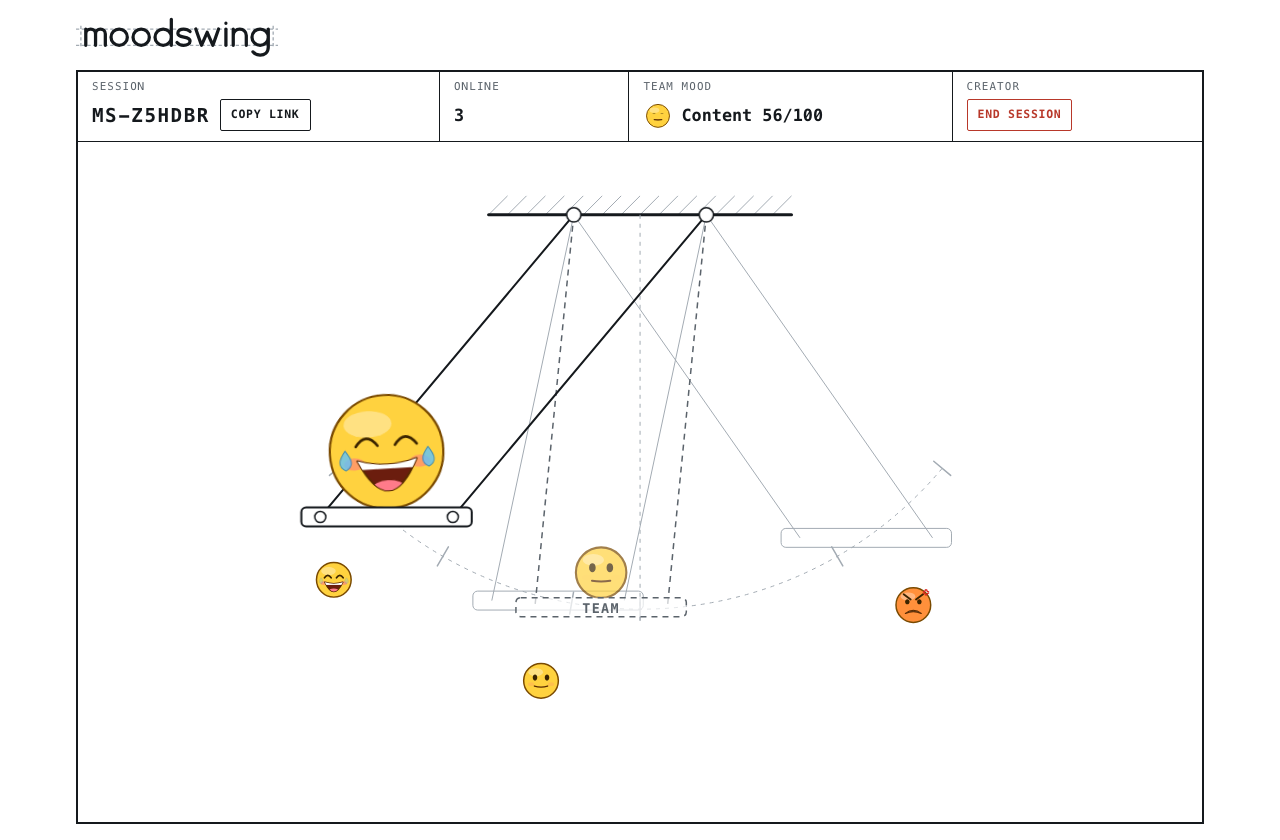 moodswing
SESSION
MS–Z5HDBR
COPY LINK
ONLINE
3
TEAM MOOD
Content 56/100
CREATOR
END SESSION
TEAM